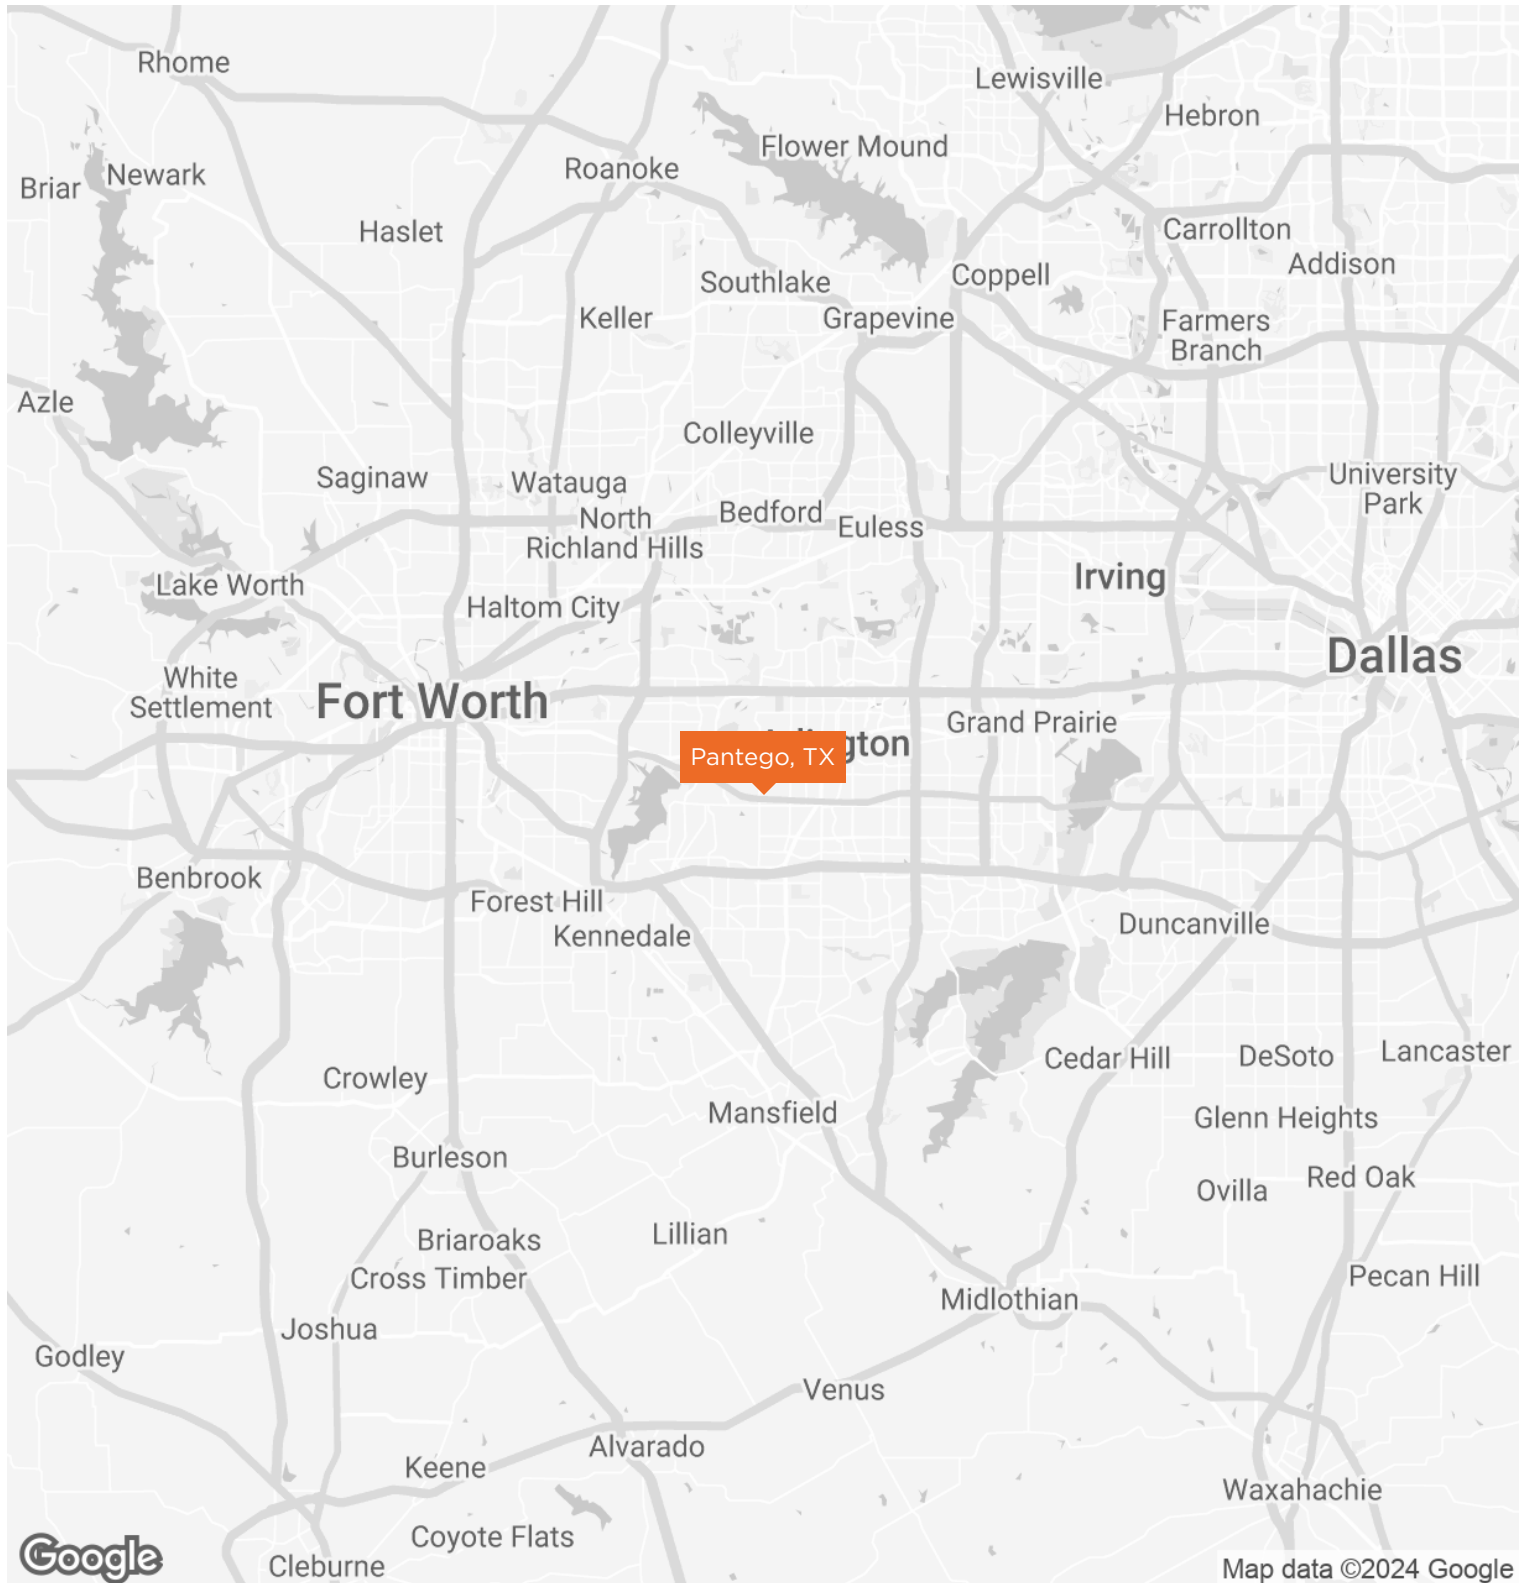 Rhome
Lewisville
Hebron
Flower Mound
Roanoke
Newark
Briar
Haslet
Carrollton
Addison
Coppell
Southlake
Keller
Grapevine
Farmers
Branch
Azle
Colleyville
Saginaw
Watauga
University
Park
Bedford
North
Richland Hills
Euless
Irving
Lake Worth
Haltom City
Dallas
White
Settlement
Fort Worth
Grand Prairie
Pantego, TX
Benbrook
Forest Hill
Kennedale
Duncanville
Cedar Hill
DeSoto
Lancaster
Crowley
Mansfield
Glenn Heights
Burleson
Red Oak
Ovilla
Lillian
Briaroaks
Cross Timber
Pecan Hill
Midlothian
Joshua
Godley
Venus
Alvarado
Keene
Waxahachie
Coyote Flats
Google
Cleburne
Map data ©2024 Google